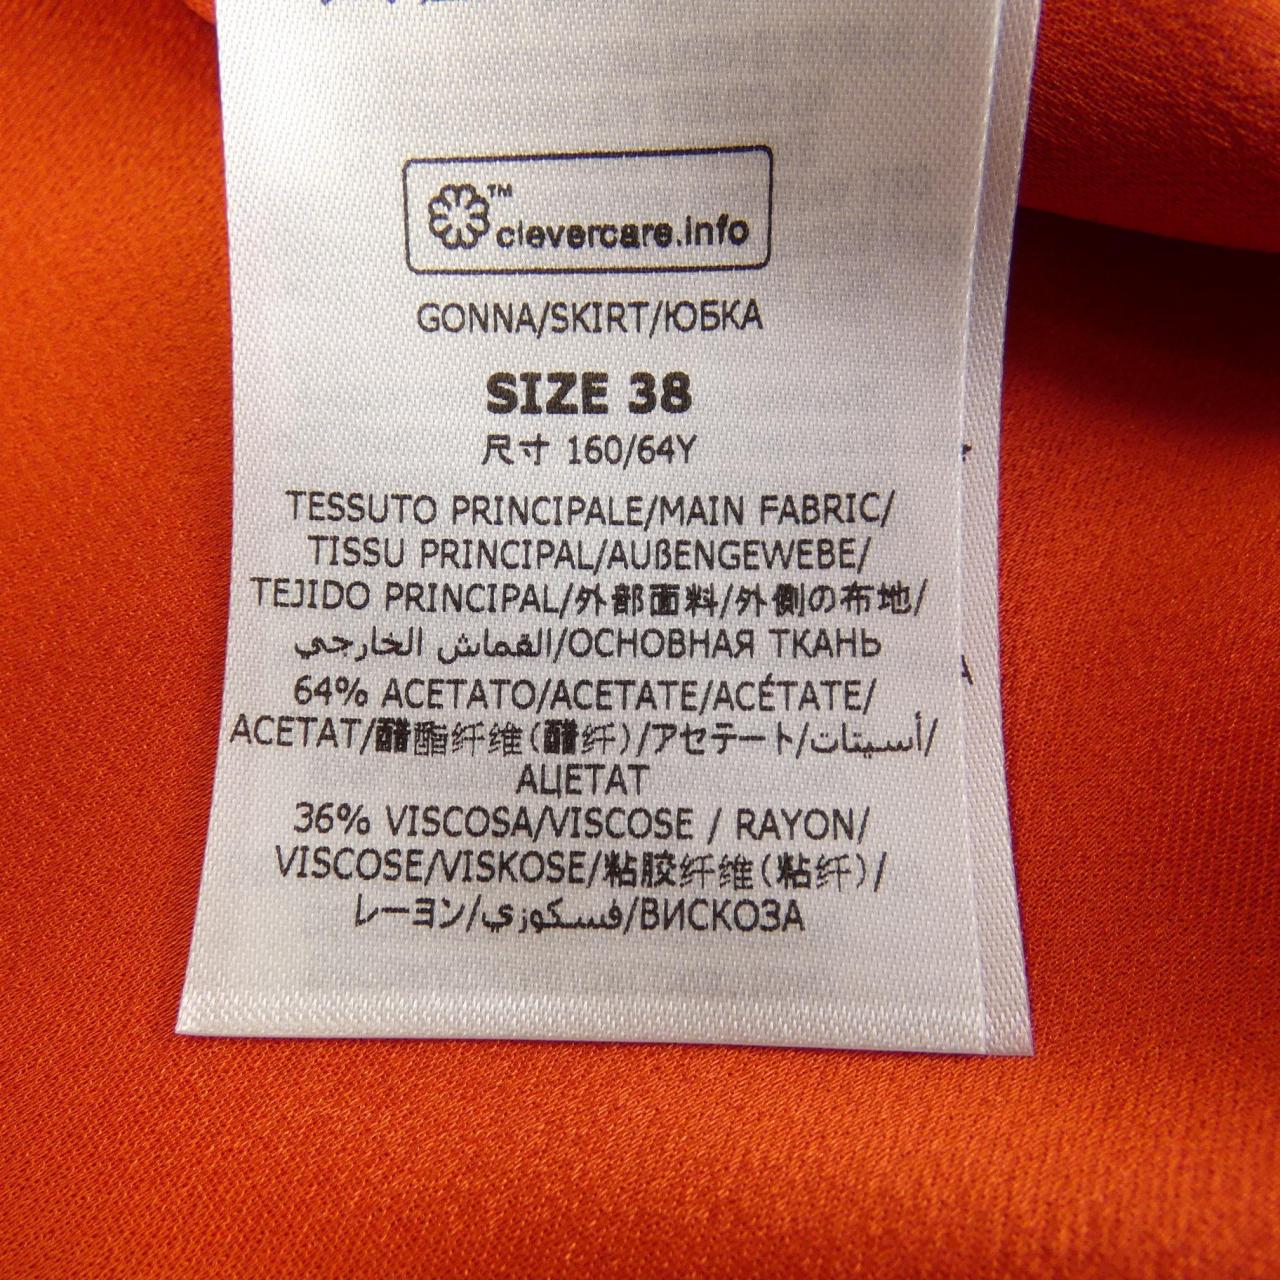 ™
clevercare.info
GONNA/SKIRT/ЮБКА
SIZE 38
尺寸 160/64Y
TESSUTO PRINCIPALE/MAIN FABRIC/
TISSU PRINCIPAL/AUßENGEWEBE/
TEJIDO PRINCIPAL/外部面料/外側の布地/
القماش الخارجي/ОСНОВНАЯ ТКАНЬ
64% ACETATO/ACETATE/ACÉTATE/
ACETAT/醋酯纤维(醋纤)/アセテート/أسيتات/
АЦЕТАТ
36% VISCOSA/VISCOSE / RAYON/
VISCOSE/VISKOSE/粘胶纤维(粘纤)/
レーヨン/فسكوزي/ВИСКОЗА